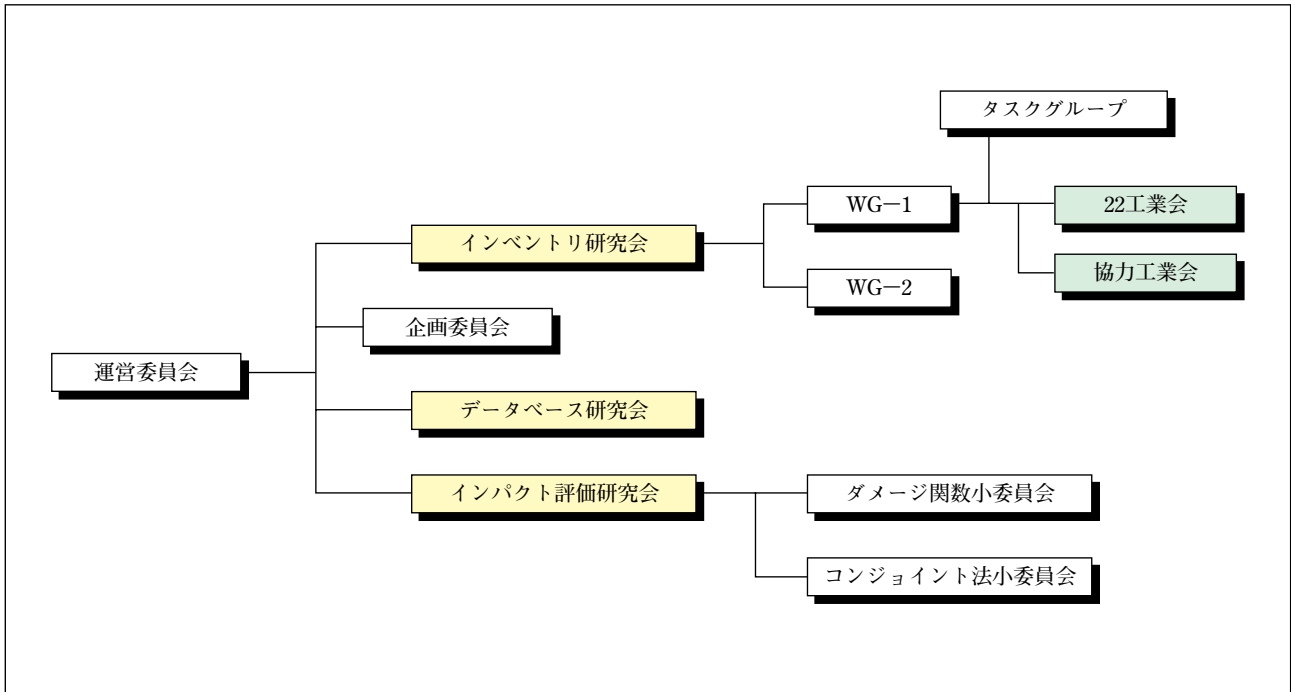 タスクグループ
WG－1
22工業会
インベントリ研究会
協力工業会
WG－2
企画委員会
運営委員会
データベース研究会
インパクト評価研究会
ダメージ関数小委員会
コンジョイント法小委員会